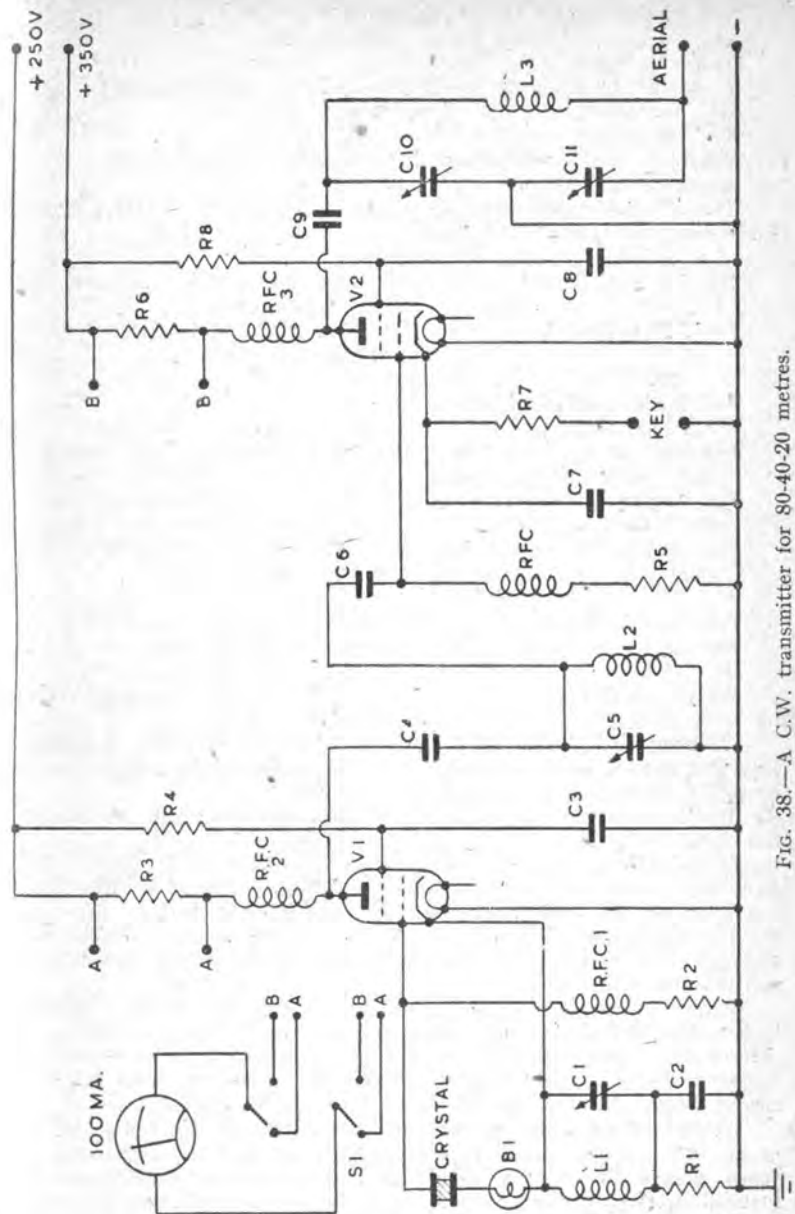 +250V
+350V
100 MA.
B
A
S1
B
A
CRYSTAL
B1
L1
C1
R1
C2
R.F.C.1
R2
A
A
R3
R4
R.F.C.
2
V1
C3
C4
C5
L2
C6
RFC
R5
B
B
R6
R8
RFC
3
V2
C7
R7
KEY
C8
C9
C10
C11
L3
AERIAL
–
FIG. 38.—A C.W. transmitter for 80-40-20 metres.